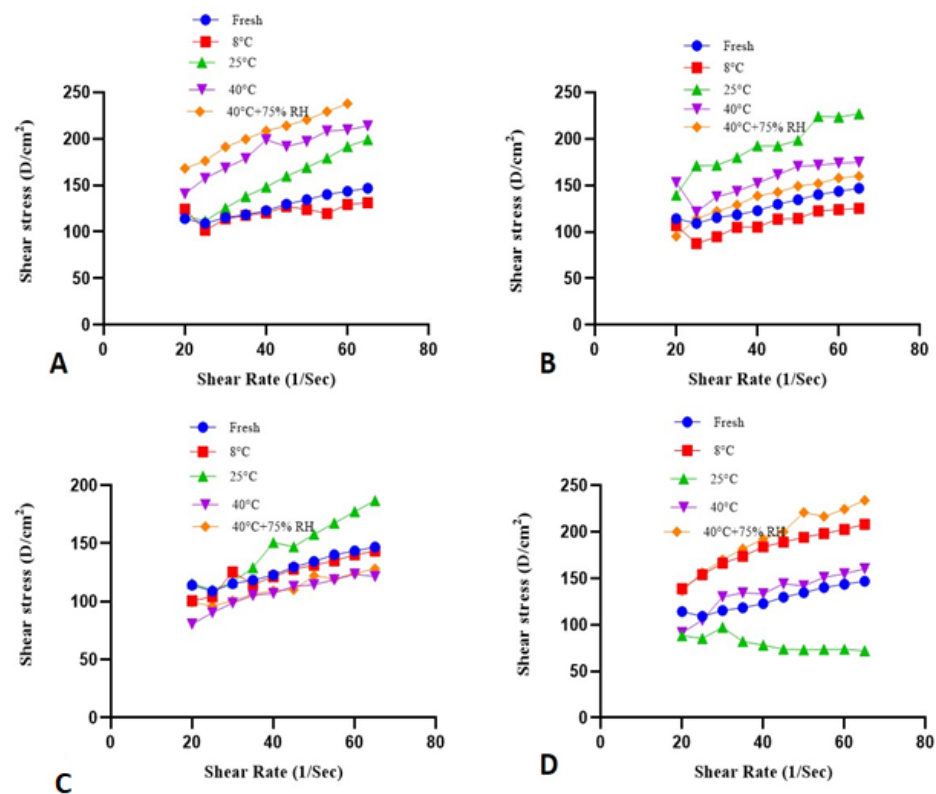 Fresh
8°C
25°C
40°C
40°C+75% RH
250
200
150
100
50
0
0 20 40 60 80
Shear stress (D/cm²)
Shear Rate (1/Sec)
A
Fresh
8°C
25°C
40°C
40°C+75% RH
250
200
150
100
50
0
0 20 40 60 80
Shear stress (D/cm²)
Shear Rate (1/Sec)
B
Fresh
8°C
25°C
40°C
40°C+75% RH
200
150
100
50
0
0 20 40 60 80
Shear stress (D/cm²)
Shear Rate (1/Sec)
C
Fresh
8°C
25°C
40°C
40°C+75% RH
250
200
150
100
50
0
0 20 40 60 80
Shear stress (D/cm²)
Shear Rate (1/Sec)
D